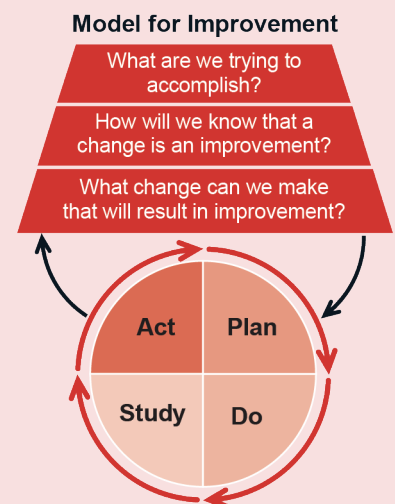 Model for Improvement
What are we trying to
accomplish?
How will we know that a
change is an improvement?
What change can we make
that will result in improvement?
Act
Plan
Study
Do